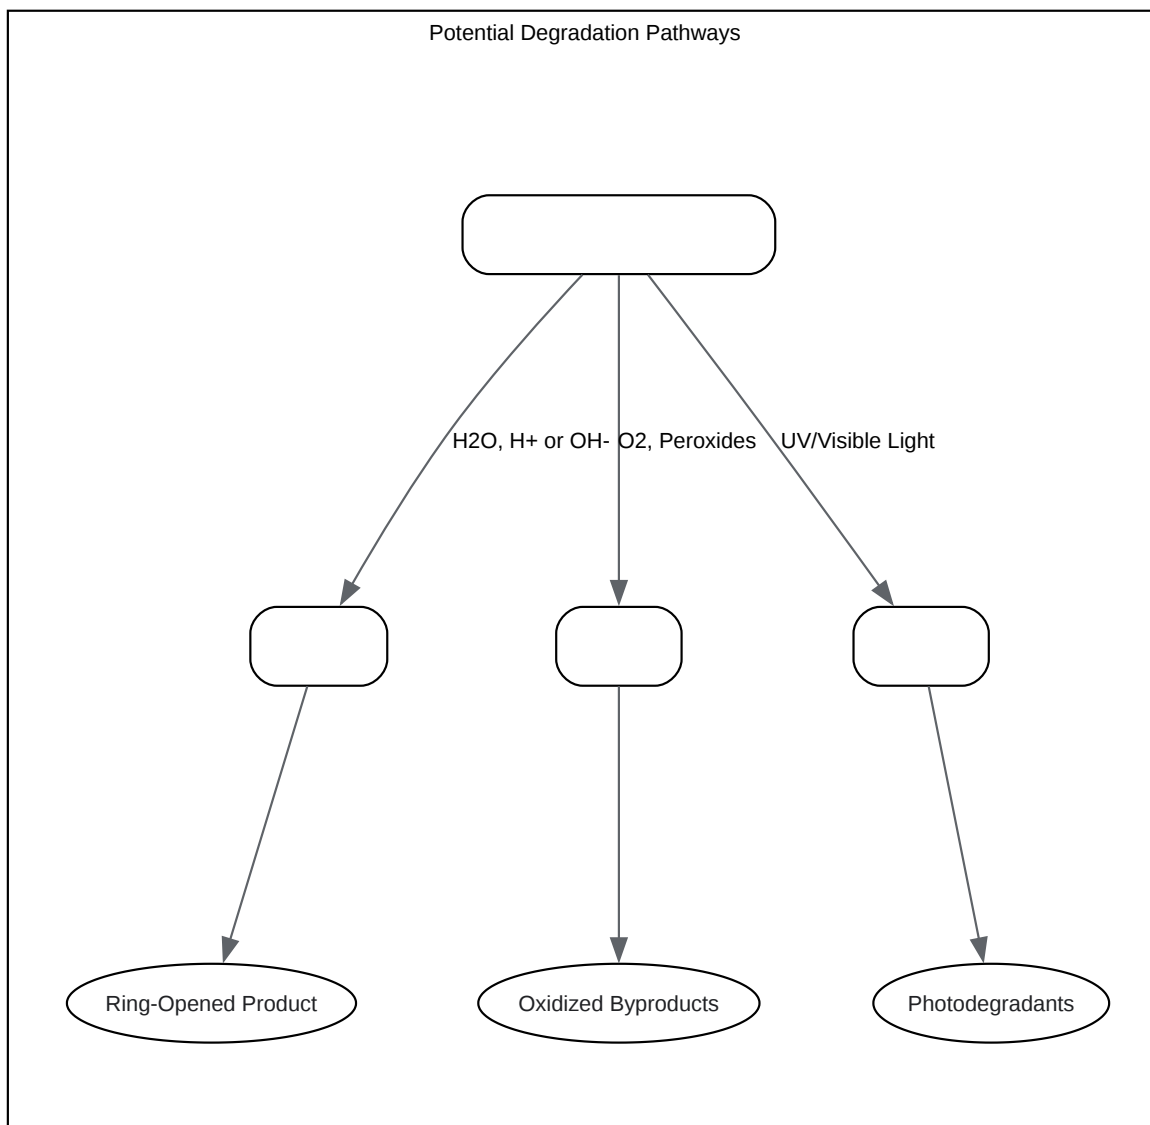 Potential Degradation Pathways
H2O, H+ or OH-
O2, Peroxides
UV/Visible Light
Ring-Opened Product
Oxidized Byproducts
Photodegradants